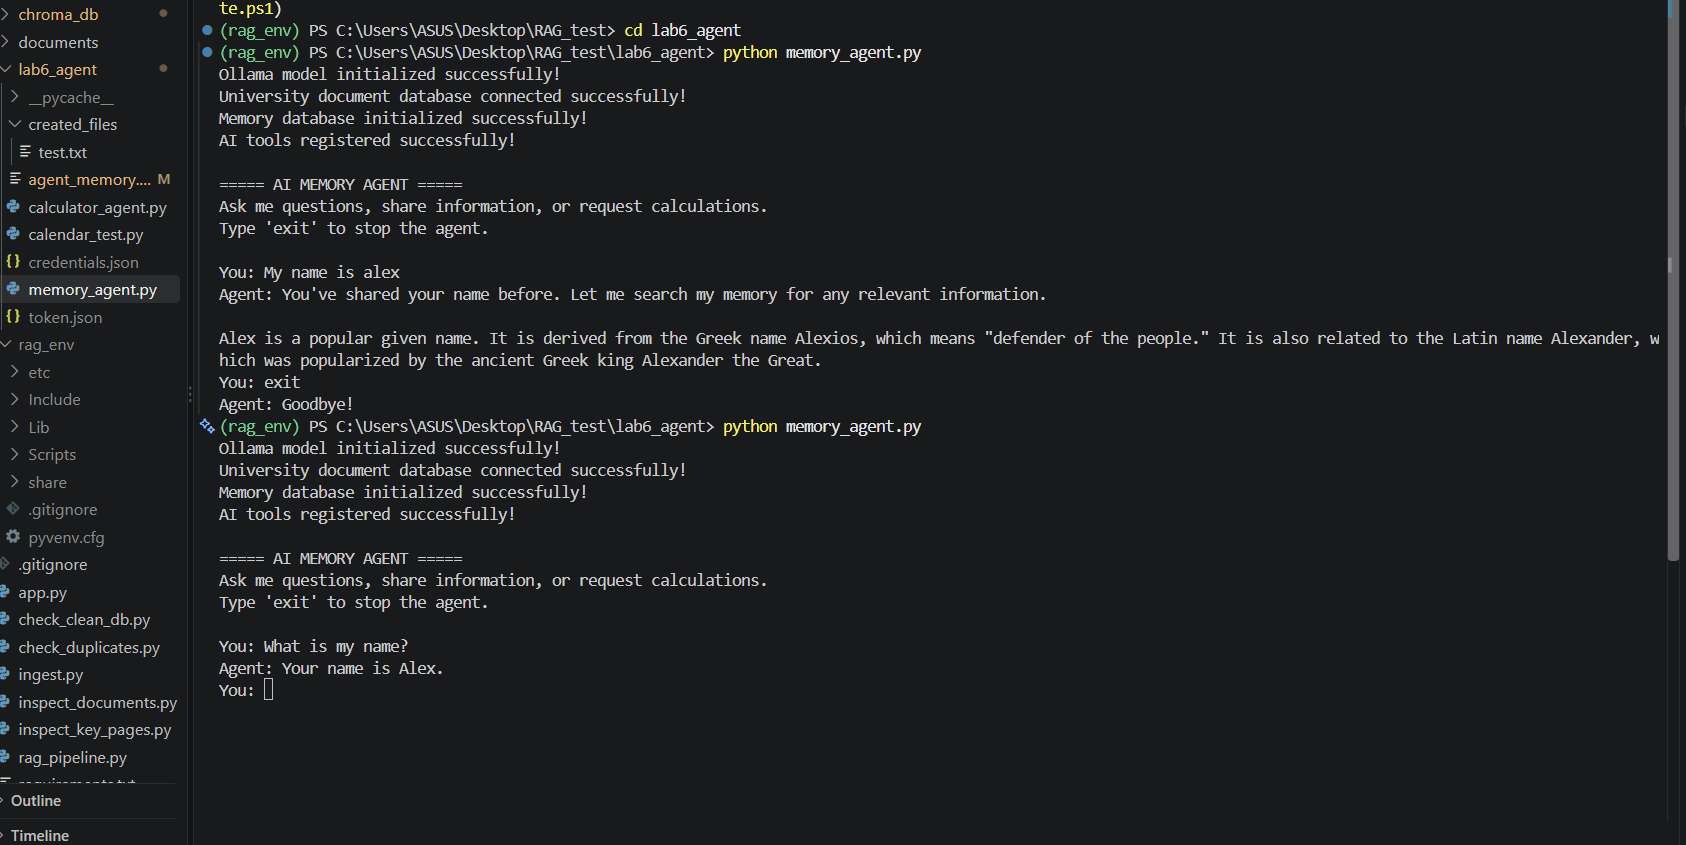 chroma_db
documents
lab6_agent
__pycache__
created_files
test.txt
agent_memory.... M
calculator_agent.py
calendar_test.py
{} credentials.json
memory_agent.py
{} token.json
rag_env
etc
Include
Lib
Scripts
share
.gitignore
pyvenv.cfg
.gitignore
app.py
check_clean_db.py
check_duplicates.py
ingest.py
inspect_documents.py
inspect_key_pages.py
rag_pipeline.py
Outline
Timeline
te.ps1)
(rag_env) PS C:\Users\ASUS\Desktop\RAG_test> cd lab6_agent
(rag_env) PS C:\Users\ASUS\Desktop\RAG_test\lab6_agent> python memory_agent.py
Ollama model initialized successfully!
University document database connected successfully!
Memory database initialized successfully!
AI tools registered successfully!
===== AI MEMORY AGENT =====
Ask me questions, share information, or request calculations.
Type 'exit' to stop the agent.
You: My name is alex
Agent: You've shared your name before. Let me search my memory for any relevant information.
Alex is a popular given name. It is derived from the Greek name Alexios, which means "defender of the people." It is also related to the Latin name Alexander, w
hich was popularized by the ancient Greek king Alexander the Great.
You: exit
Agent: Goodbye!
(rag_env) PS C:\Users\ASUS\Desktop\RAG_test\lab6_agent> python memory_agent.py
Ollama model initialized successfully!
University document database connected successfully!
Memory database initialized successfully!
AI tools registered successfully!
===== AI MEMORY AGENT =====
Ask me questions, share information, or request calculations.
Type 'exit' to stop the agent.
You: What is my name?
Agent: Your name is Alex.
You: